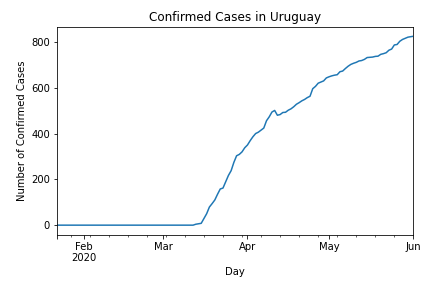 Confirmed Cases in Uruguay
Number of Confirmed Cases
800
600
400
200
0
Feb Mar Apr May Jun
2020
Day